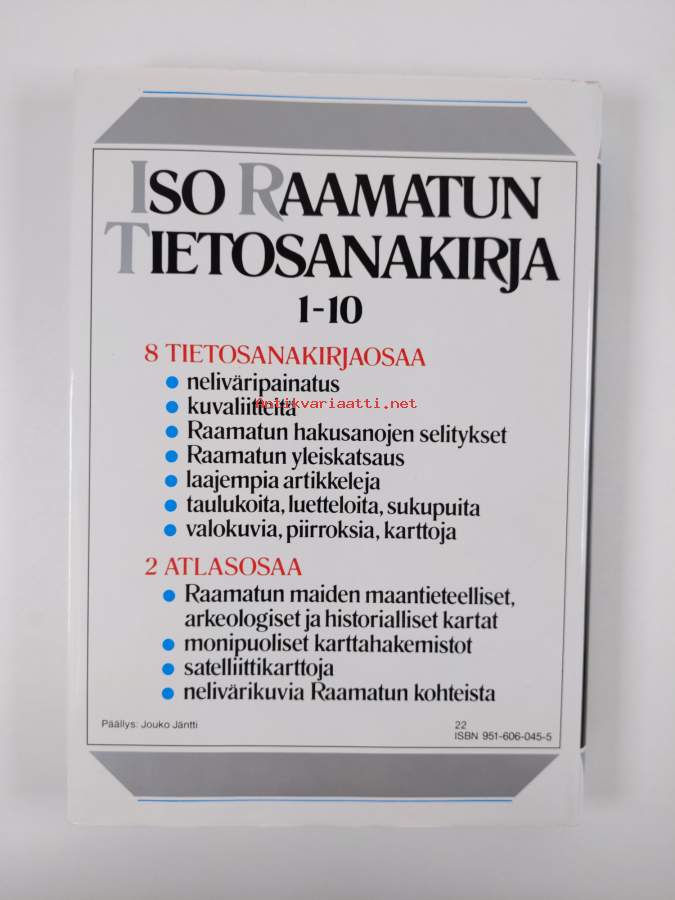 ISO RAAMATUN
TIETOSANAKIRJA
1-10
8 TIETOSANAKIRJAOSAA
• neliväripainatus
• kuvaliitteitä
Antikvariaatti.net
• Raamatun hakusanojen selitykset
• Raamatun yleiskatsaus
• laajempia artikkeleja
• taulukoita, luetteloita, sukupuita
• valokuvia, piirroksia, karttoja
2 ATLASOSAA
• Raamatun maiden maantieteelliset,
arkeologiset ja historialliset kartat
• monipuoliset karttahakemistot
• satelliittikarttoja
• nelivärikuvia Raamatun kohteista
Päällys: Jouko Jäntti
22
ISBN 951-606-045-5